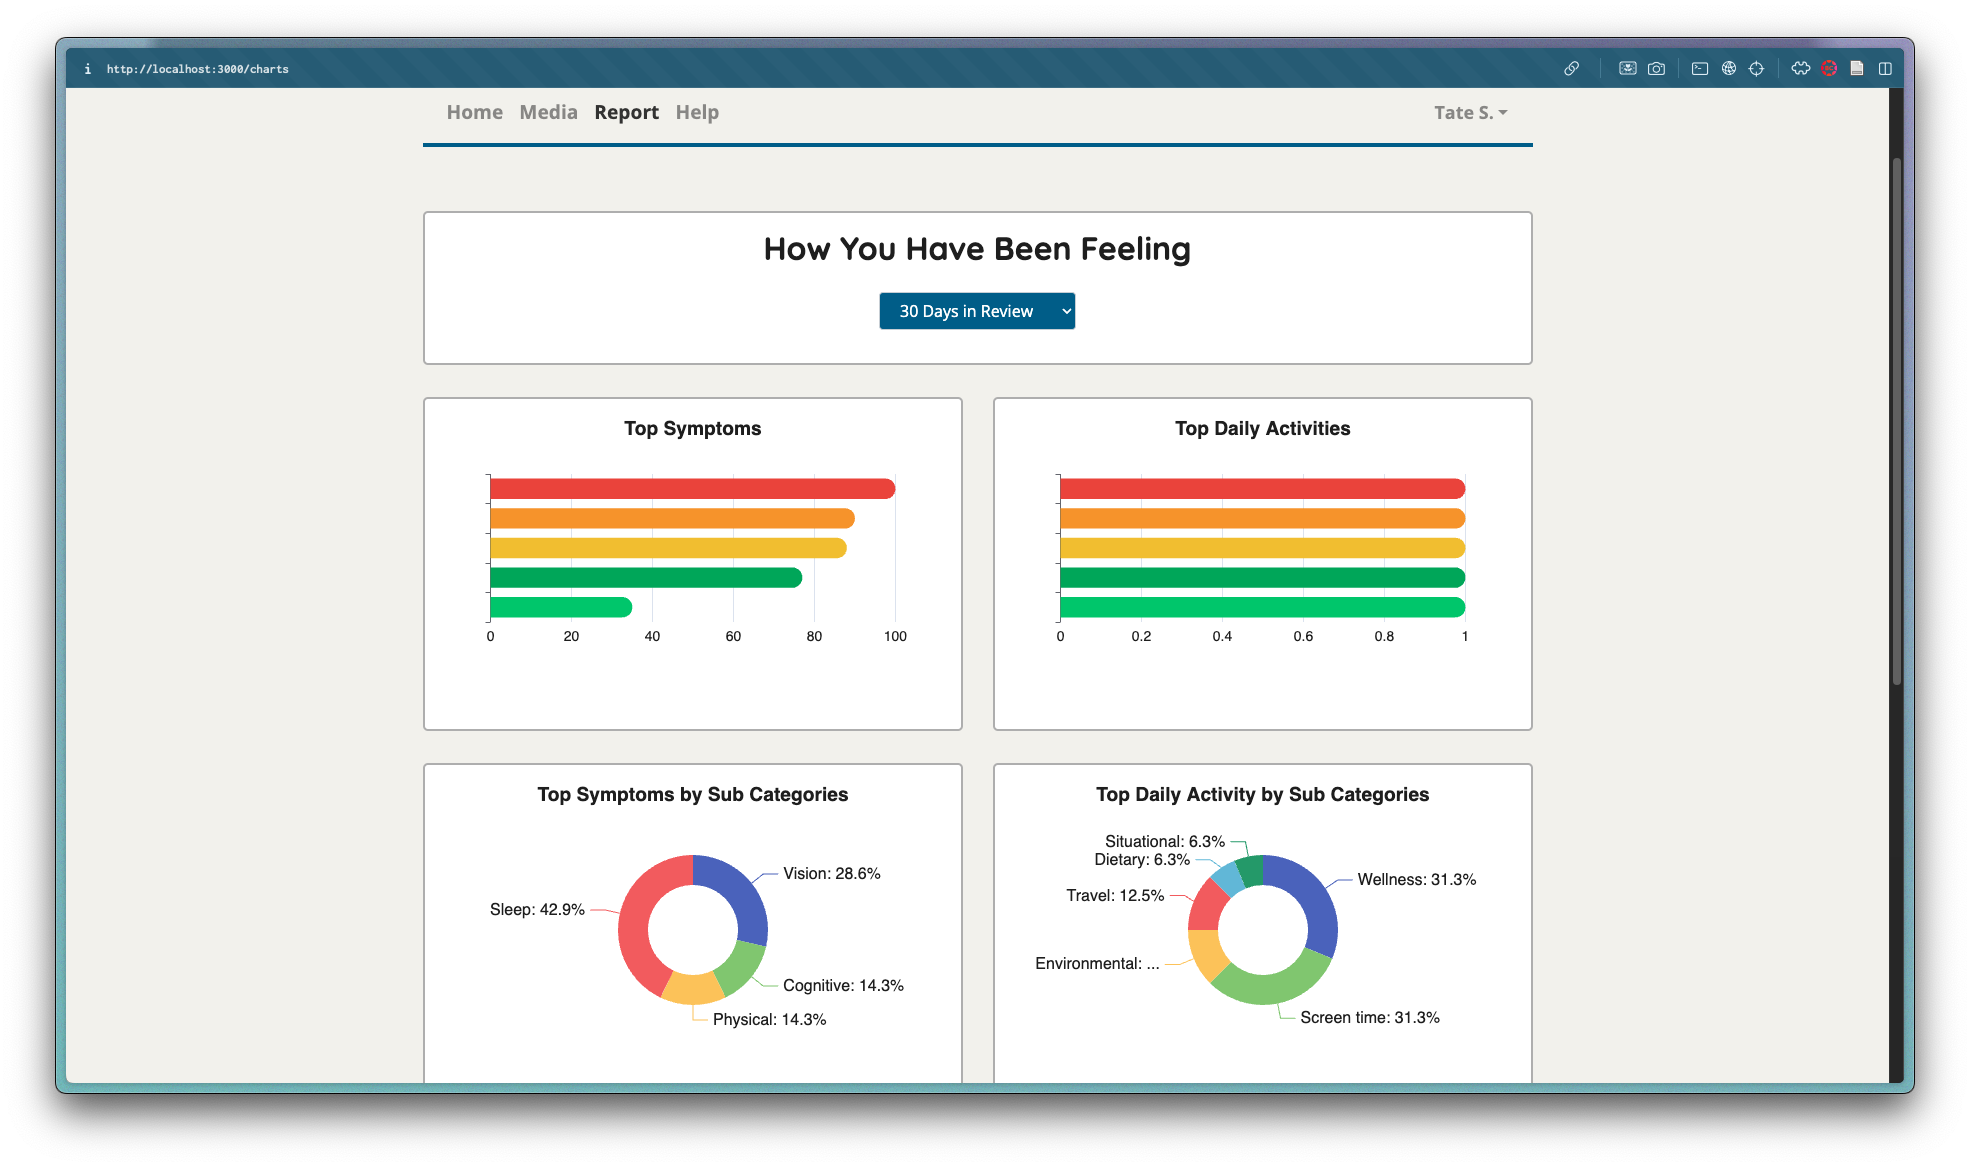 i http://localhost:3000/charts
Home Media Report Help Tate S.
How You Have Been Feeling
30 Days in Review
Top Symptoms
0 20 40 60 80 100
Top Daily Activities
0 0.2 0.4 0.6 0.8 1
Top Symptoms by Sub Categories
Vision: 28.6%
Sleep: 42.9%
Cognitive: 14.3%
Physical: 14.3%
Top Daily Activity by Sub Categories
Situational: 6.3%
Dietary: 6.3%
Wellness: 31.3%
Travel: 12.5%
Environmental: ...
Screen time: 31.3%